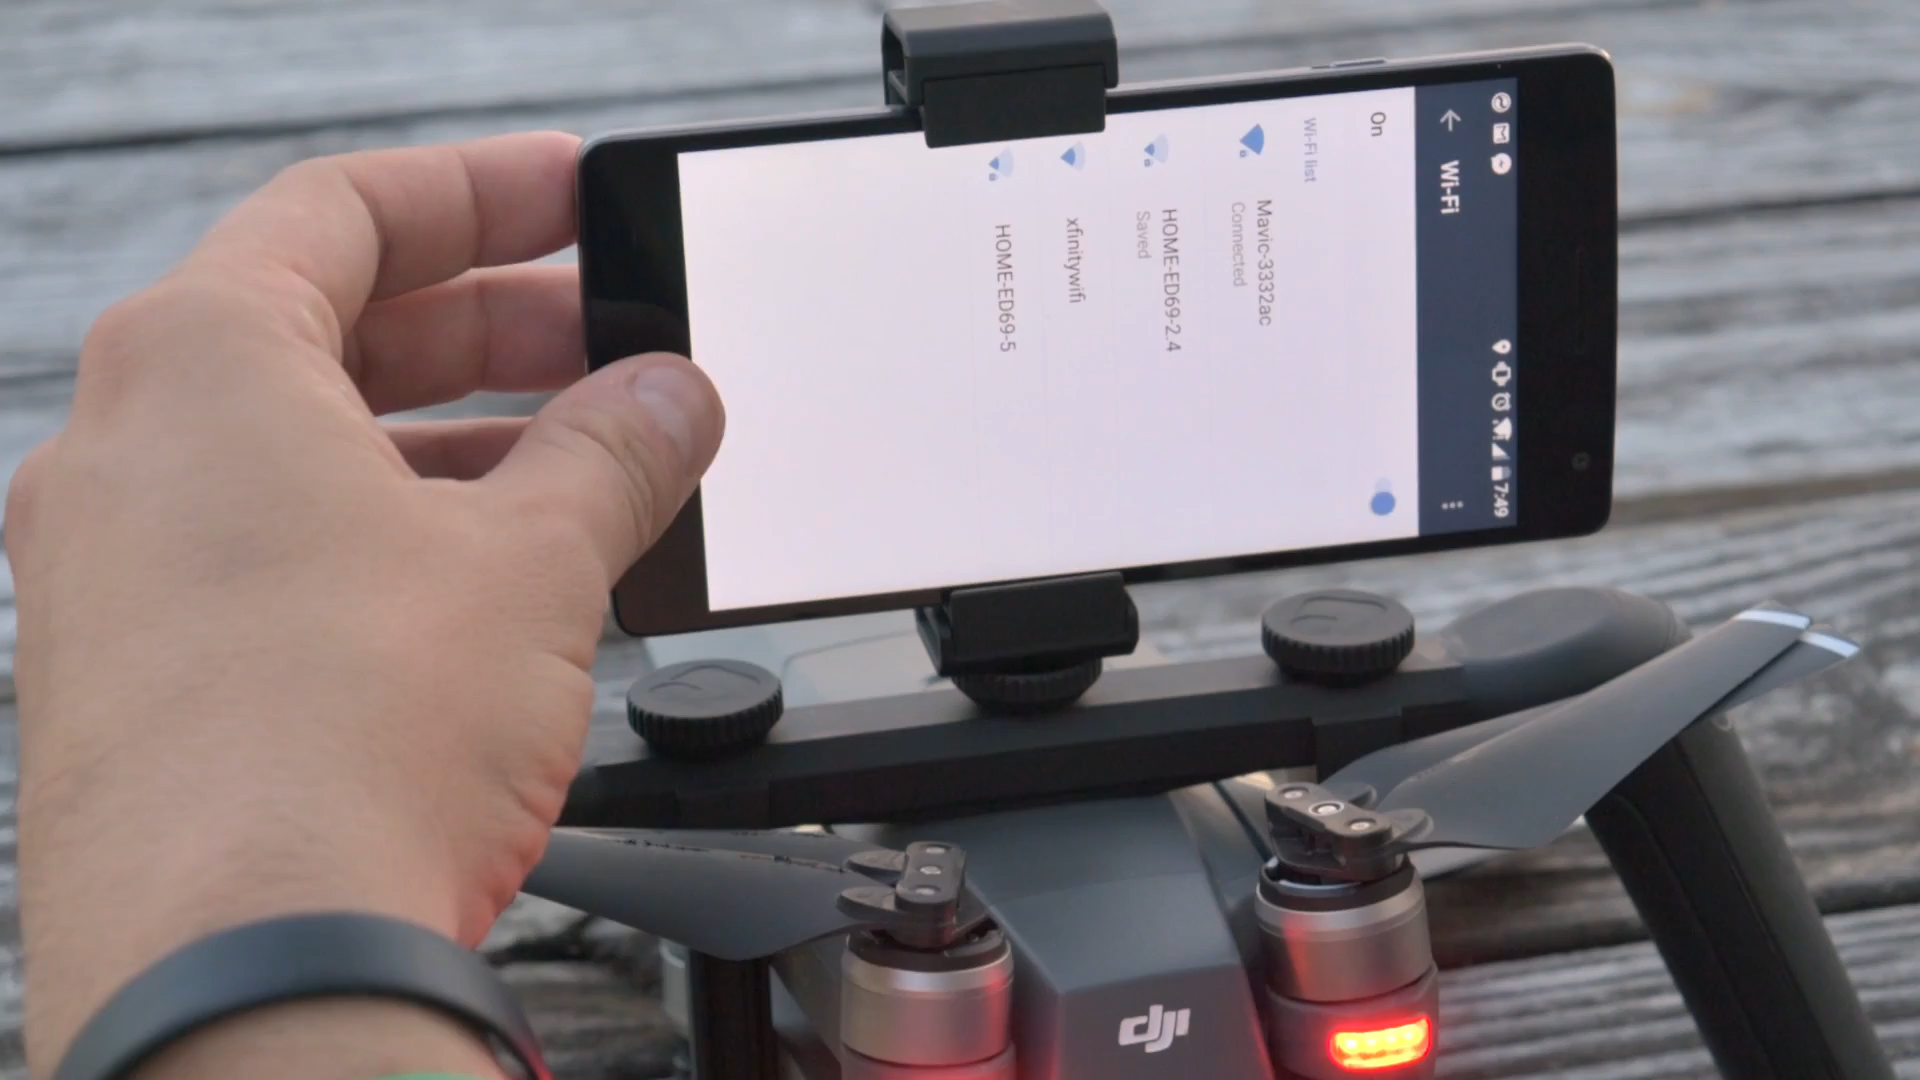 7:49
Wi-Fi
On
Wi-Fi list
Mavic-3332ac
Connected
HOME-ED69-2.4
Saved
xfinitywifi
HOME-ED69-5
dji